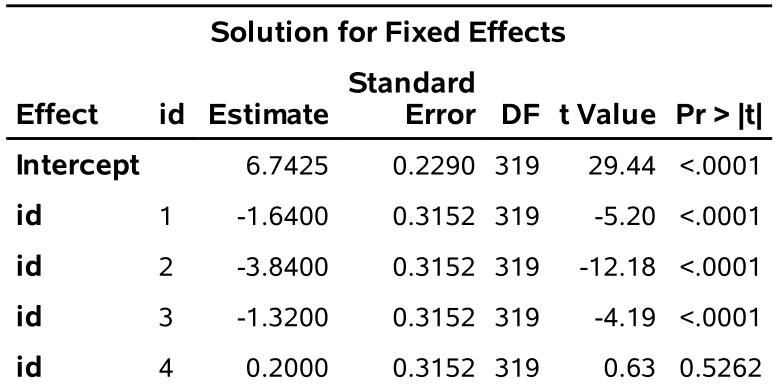 Solution for Fixed Effects
Effect id Estimate Standard Error DF t Value Pr > |t|
Intercept 6.7425 0.2290 319 29.44 <.0001
id 1 -1.6400 0.3152 319 -5.20 <.0001
id 2 -3.8400 0.3152 319 -12.18 <.0001
id 3 -1.3200 0.3152 319 -4.19 <.0001
id 4 0.2000 0.3152 319 0.63 0.5262